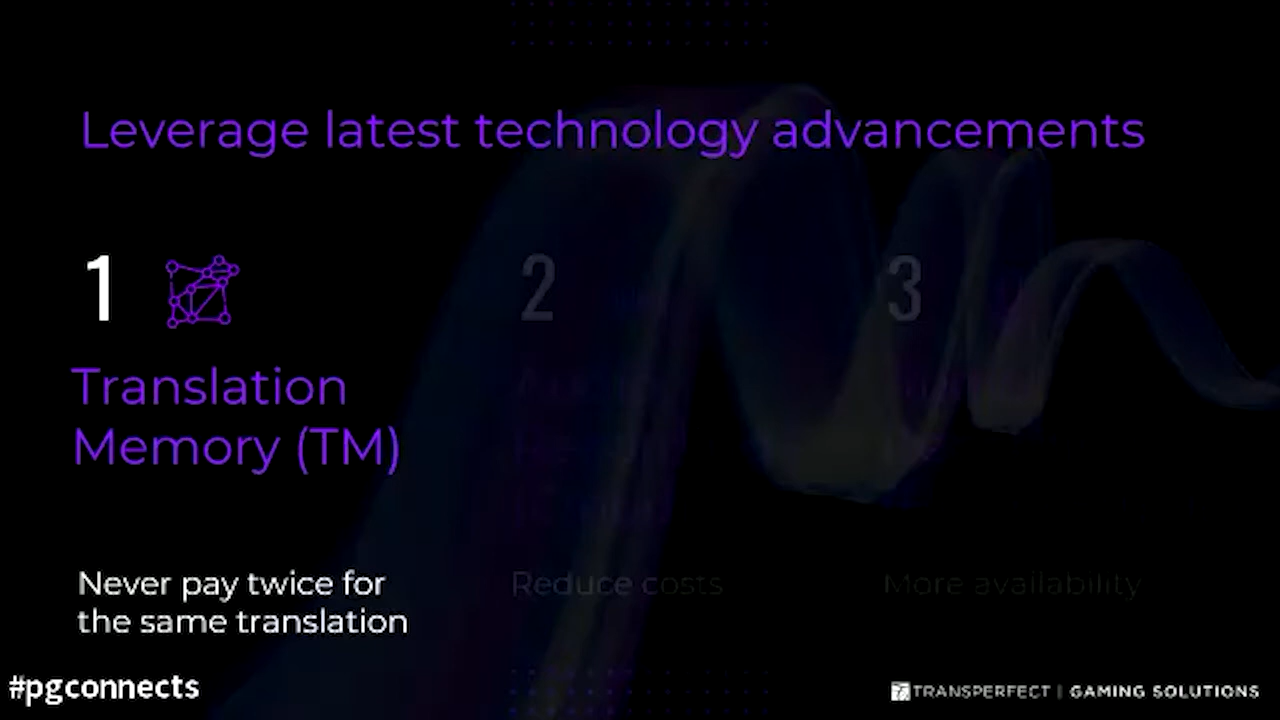 Leverage latest technology advancements
1
2
3
Translation
Memory (TM)
Never pay twice for
the same translation
Reduce costs
More availability
#pgconnects
TRANSPERFECT | GAMING SOLUTIONS